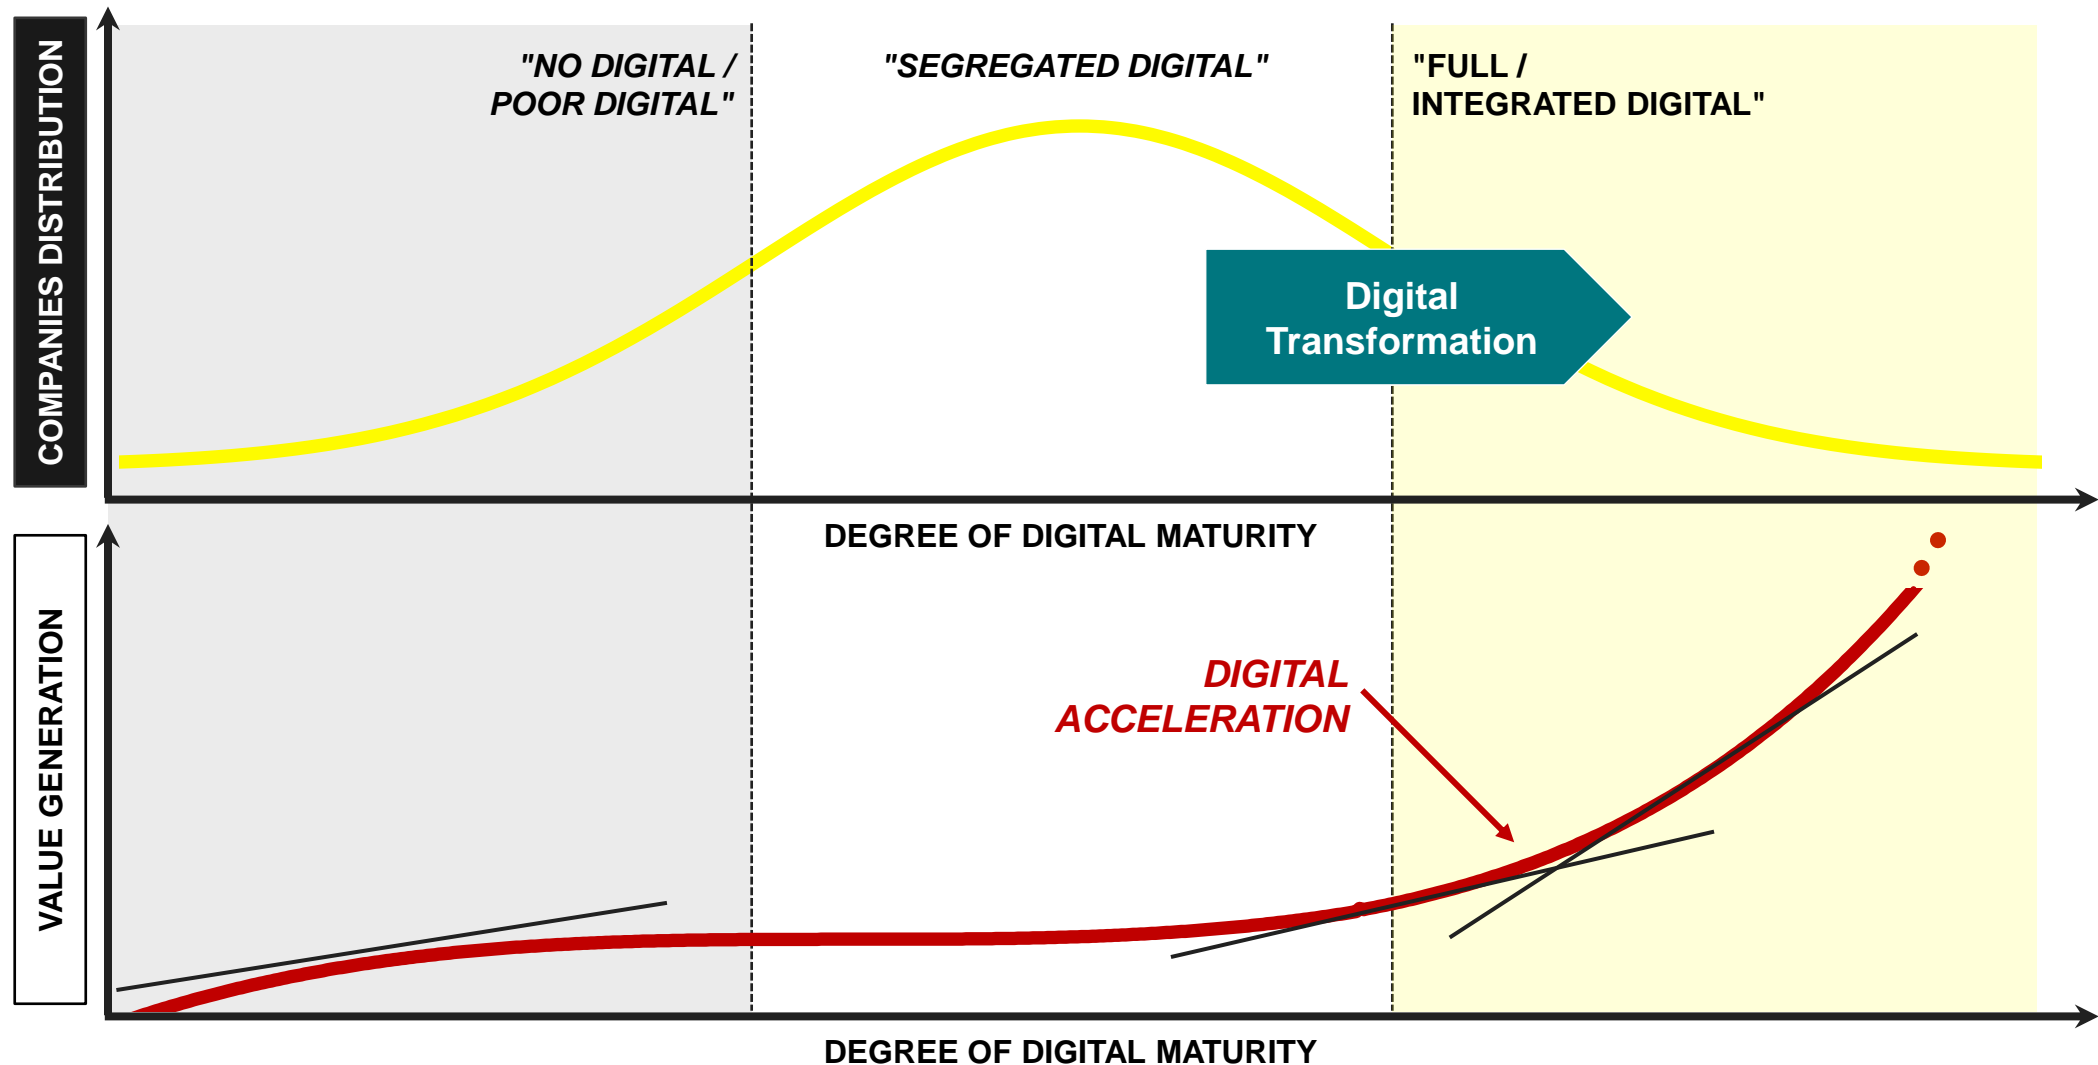 COMPANIES DISTRIBUTION
"NO DIGITAL /
POOR DIGITAL"
"SEGREGATED DIGITAL"
"FULL /
INTEGRATED DIGITAL"
Digital
Transformation
DEGREE OF DIGITAL MATURITY
VALUE GENERATION
DIGITAL
ACCELERATION
DEGREE OF DIGITAL MATURITY